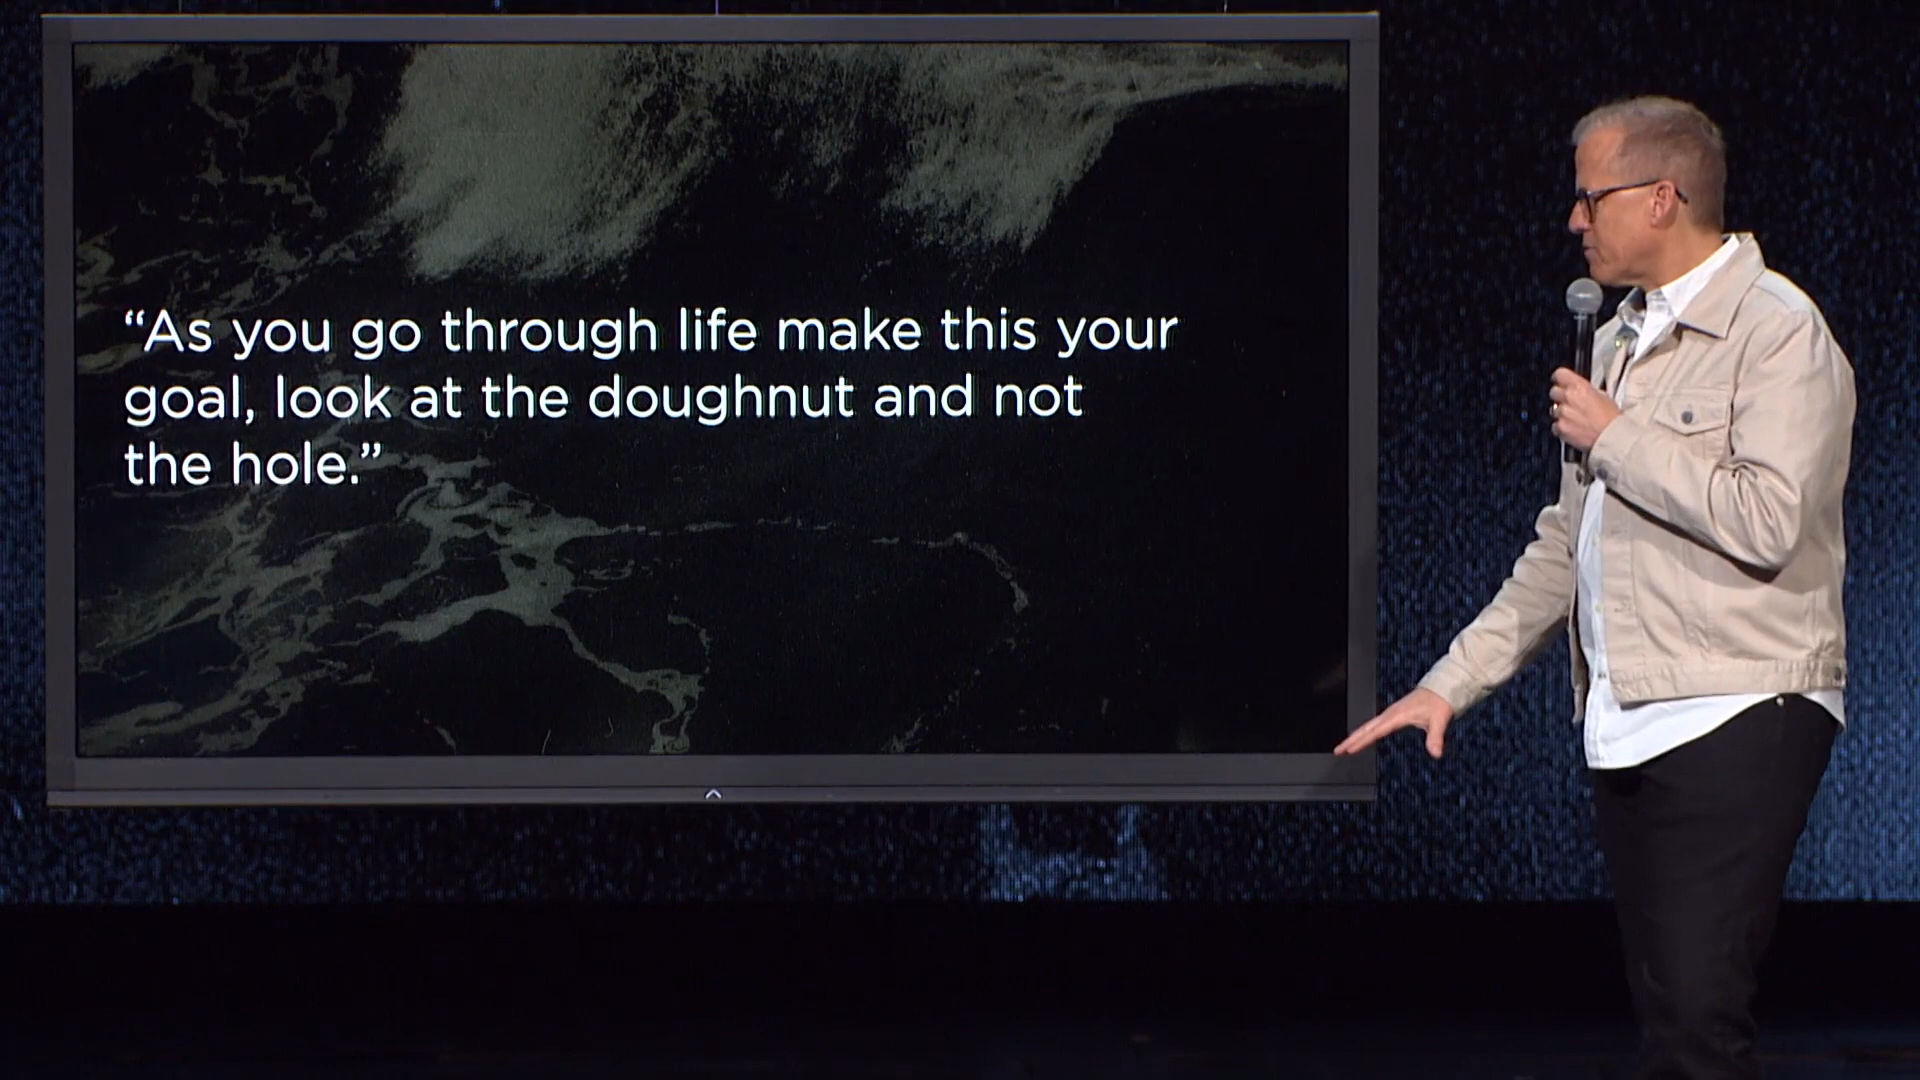 “As you go through life make this your
goal, look at the doughnut and not
the hole.”